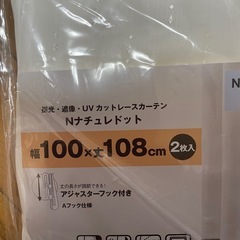 遮光・遮像・UVカットレースカーテン
Nナチュレドット
幅100×丈108cm 2枚入
丈の長さが調節できる!
アジャスターフック付き
Aフック仕様
N